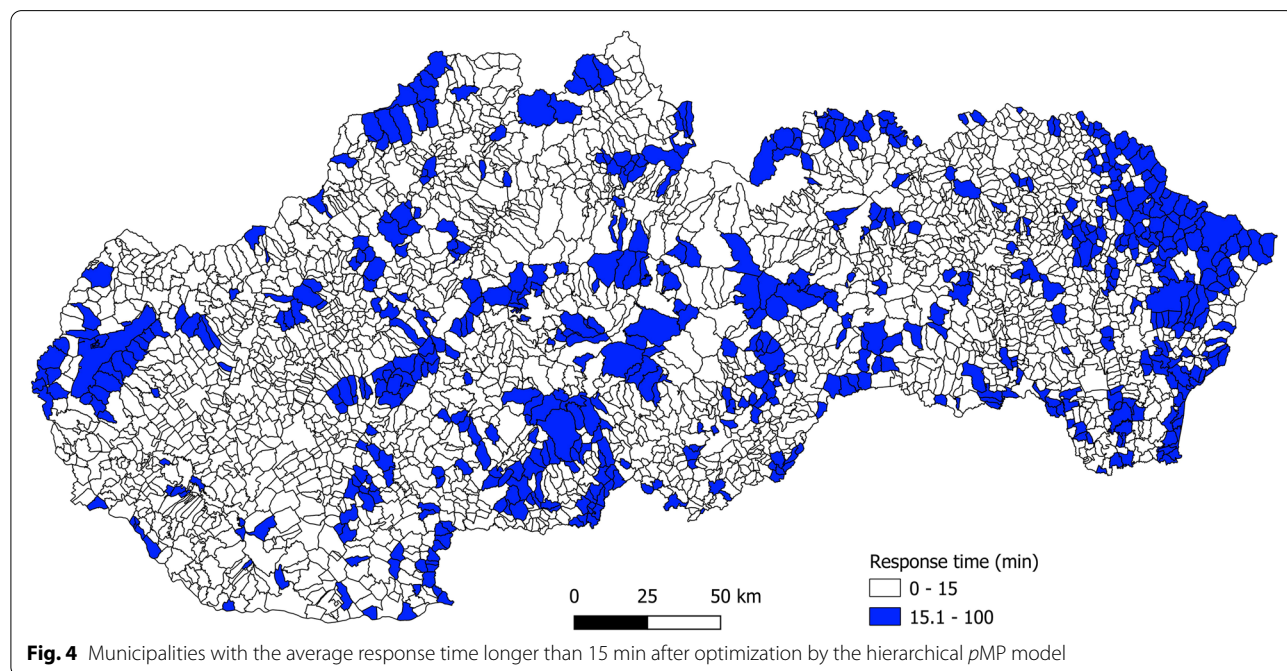 Response time (min)
0 - 15
15.1 - 100
0 25 50 km
Fig. 4 Municipalities with the average response time longer than 15 min after optimization by the hierarchical pMP model